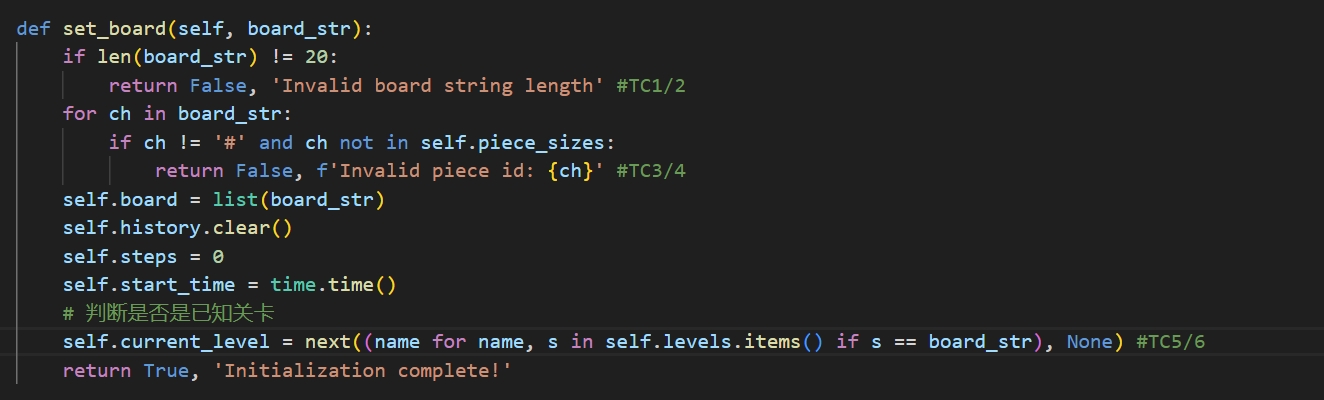 def set_board(self, board_str):
    if len(board_str) != 20:
        return False, 'Invalid board string length' #TC1/2
    for ch in board_str:
        if ch != '#' and ch not in self.piece_sizes:
            return False, f'Invalid piece id: {ch}' #TC3/4
    self.board = list(board_str)
    self.history.clear()
    self.steps = 0
    self.start_time = time.time()
    # 判断是否是已知关卡
    self.current_level = next((name for name, s in self.levels.items() if s == board_str), None) #TC5/6
    return True, 'Initialization complete!'